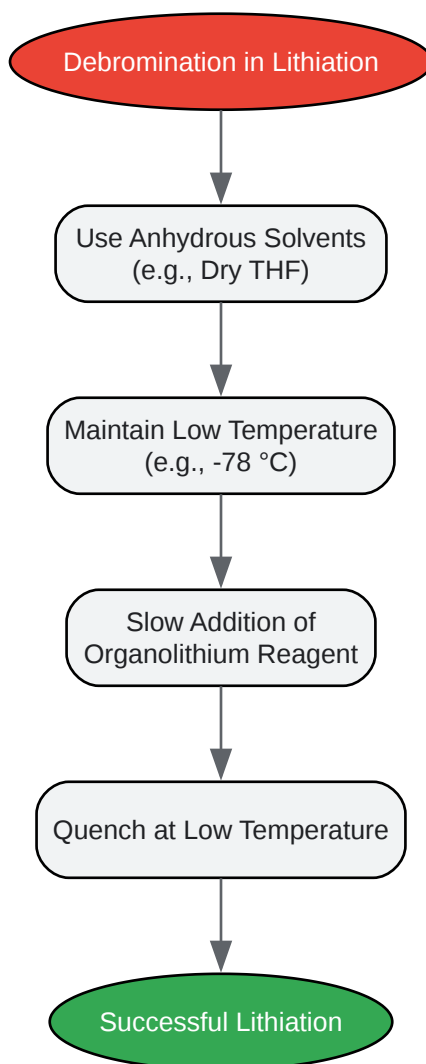 Debromination in Lithiation
Use Anhydrous Solvents
(e.g., Dry THF)
Maintain Low Temperature
(e.g., -78 °C)
Slow Addition of
Organolithium Reagent
Quench at Low Temperature
Successful Lithiation